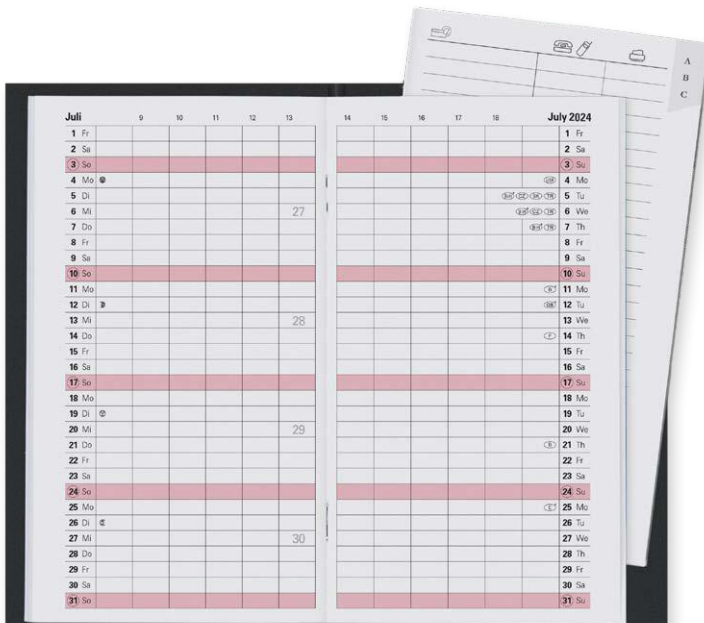 A
B
C
Juli 9 10 11 12 13
1 Fr
2 Sa
3 So
4 Mo
5 Di
6 Mi 27
7 Do
8 Fr
9 Sa
10 So
11 Mo
12 Di
13 Mi 28
14 Do
15 Fr
16 Sa
17 So
18 Mo
19 Di
20 Mi 29
21 Do
22 Fr
23 Sa
24 So
25 Mo
26 Di
27 Mi 30
28 Do
29 Fr
30 Sa
31 So
14 15 16 17 18 July 2024
1 Fr
2 Sa
3 Su
4 Mo
CZ SK TR 5 Tu
CZ TR 6 We
TR 7 Th
8 Fr
9 Sa
10 Su
11 Mo
12 Tu
13 We
F 14 Th
15 Fr
16 Sa
17 Su
18 Mo
19 Tu
20 We
B 21 Th
22 Fr
23 Sa
24 Su
25 Mo
26 Tu
27 We
28 Th
29 Fr
30 Sa
31 Su